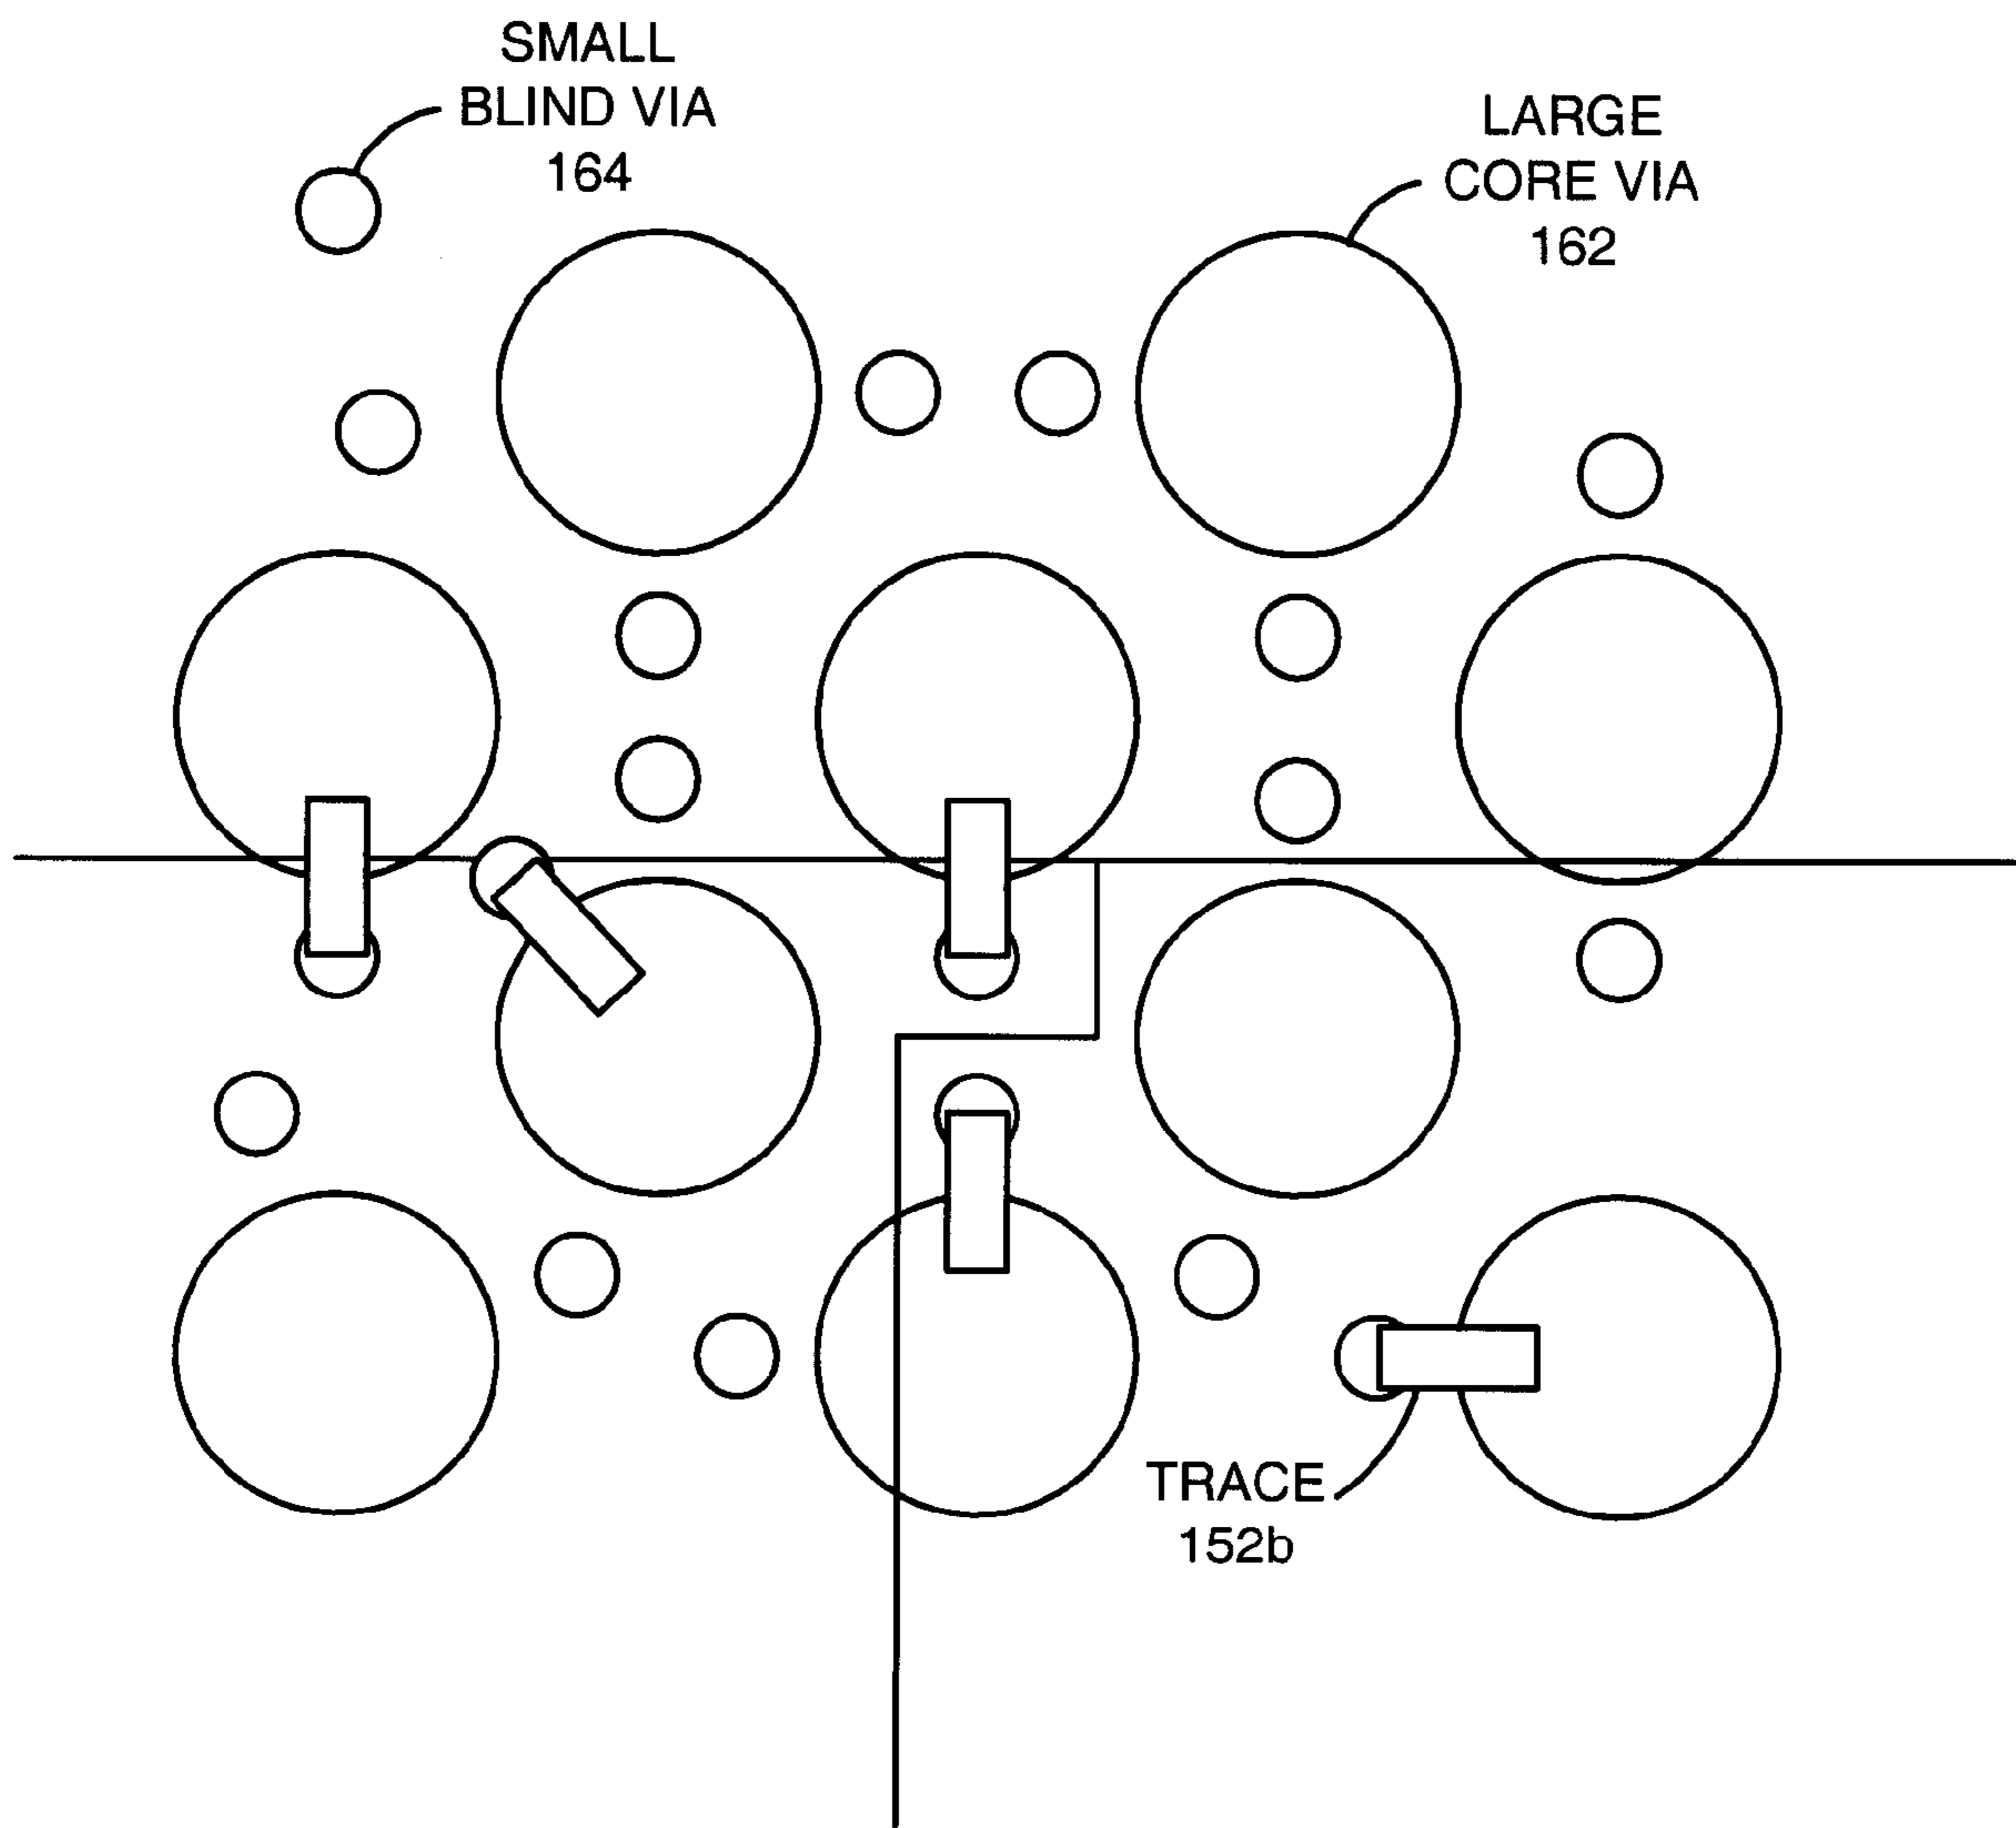 SMALL
BLIND VIA
164
LARGE
CORE VIA
162
TRACE
152b